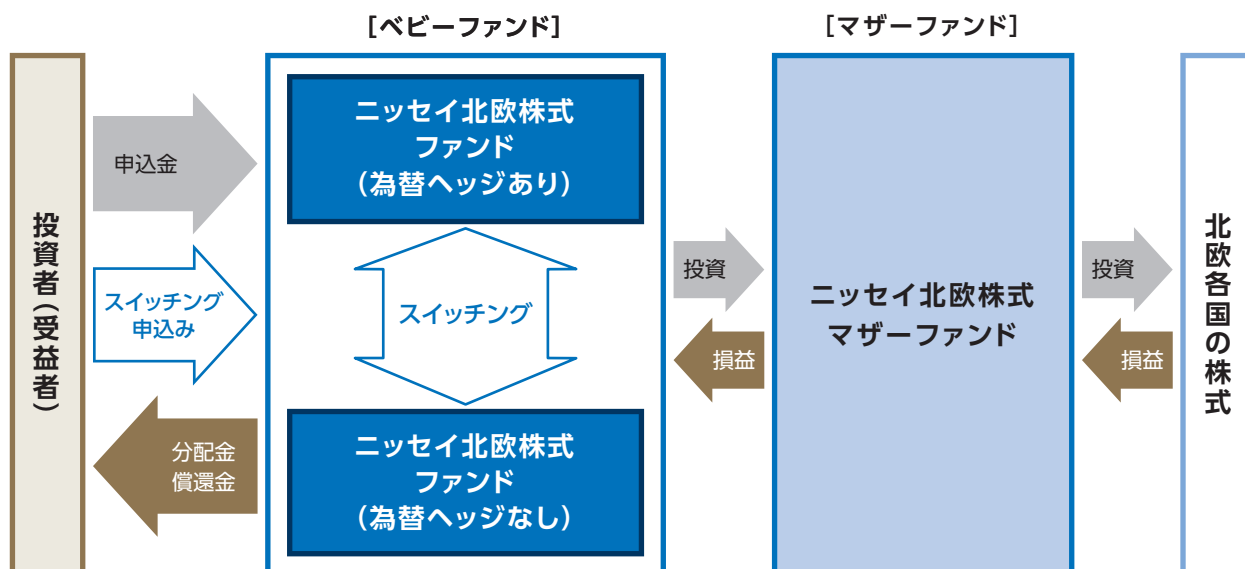 [ベビーファンド]
[マザーファンド]
投資者(受益者)
申込金
スイッチング
申込み
分配金
償還金
ニッセイ北欧株式
ファンド
(為替ヘッジあり)
スイッチング
ニッセイ北欧株式
ファンド
(為替ヘッジなし)
投資
損益
ニッセイ北欧株式
マザーファンド
投資
損益
北欧各国の株式